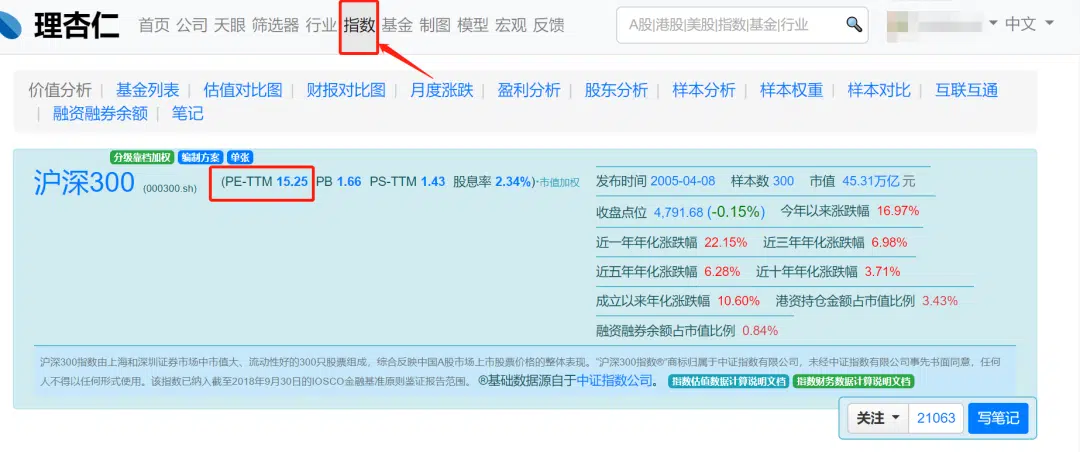 理杏仁 首页 公司 天眼 筛选器 行业 指数 基金 制图 模型 宏观 反馈 A股|港股|美股|指数|基金|行业 中文
价值分析 | 基金列表 | 估值对比图 | 财报对比图 | 月度涨跌 | 盈利分析 | 股东分析 | 样本分析 | 样本权重 | 样本对比 | 互联互通
| 融资融券余额 | 笔记
分级靠档加权 编制方案 单张
沪深300 (000300.sh) (PE-TTM 15.25 PB 1.66 PS-TTM 1.43 股息率 2.34%)·市值加权
发布时间 2005-04-08 样本数 300 市值 45.31万亿 元
收盘点位 4,791.68 (-0.15%) 今年以来涨跌幅 16.97%
近一年年化涨跌幅 22.15% 近三年年化涨跌幅 6.98%
近五年年化涨跌幅 6.28% 近十年年化涨跌幅 3.71%
成立以来年化涨跌幅 10.60% 港资持仓金额占市值比例 3.43%
融资融券余额占市值比例 0.84%
沪深300指数由上海和深圳证券市场中市值大、流动性好的300只股票组成，综合反映中国A股市场上市股票价格的整体表现。"沪深300指数®"商标归属于中证指数有限公司，未经中证指数有限公司事先书面同意，任何
人不得以任何形式使用。该指数已纳入截至2018年9月30日的IOSCO金融基准原则鉴证报告范围。 ®基础数据源自于中证指数公司。 指数估值数据计算说明文档 指数财务数据计算说明文档
关注 21063 写笔记